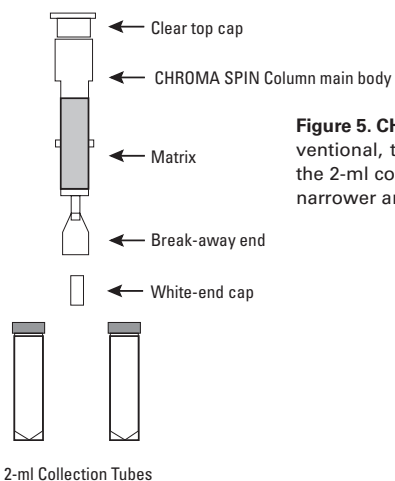 Clear top cap
CHROMA SPIN Column main body
Matrix
Break-away end
White-end cap
2-ml Collection Tubes
Figure 5. CH
ventional, t
the 2-ml co
narrower a